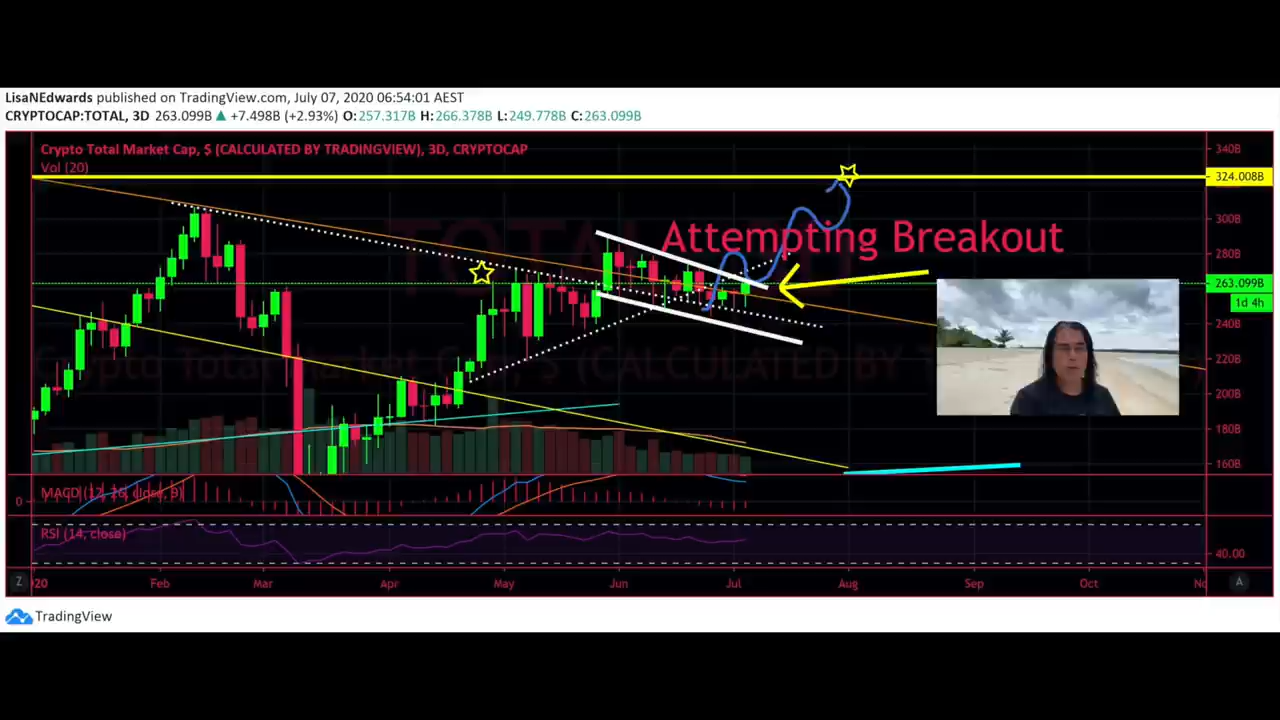 LisaNEdwards published on TradingView.com, July 07, 2020 06:54:01 AEST
CRYPTOCAP:TOTAL, 3D 263.099B ▲ +7.498B (+2.93%) O:257.317B H:266.378B L:249.778B C:263.099B
Crypto Total Market Cap, $ (CALCULATED BY TRADINGVIEW), 3D, CRYPTOCAP
Vol (20)
340B
324.008B
300B
Attempting Breakout
280B
263.099B
1d 4h
240B
220B
200B
180B
160B
MACD (12, 26, close, 9)
0
RSI (14, close)
40.00
Z
Feb Mar Apr May Jun Jul Aug Sep Oct
A
TradingView